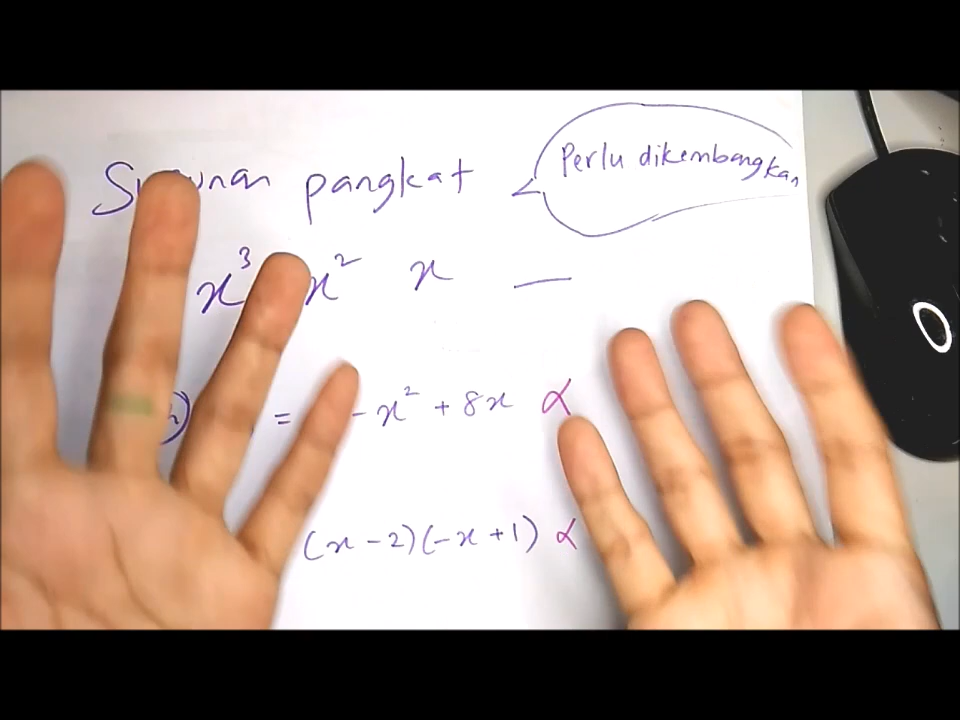 pangkat
Perlu dikembangkan
x³ x² x —
= - x² + 8x α
(x - 2)(-x + 1) α